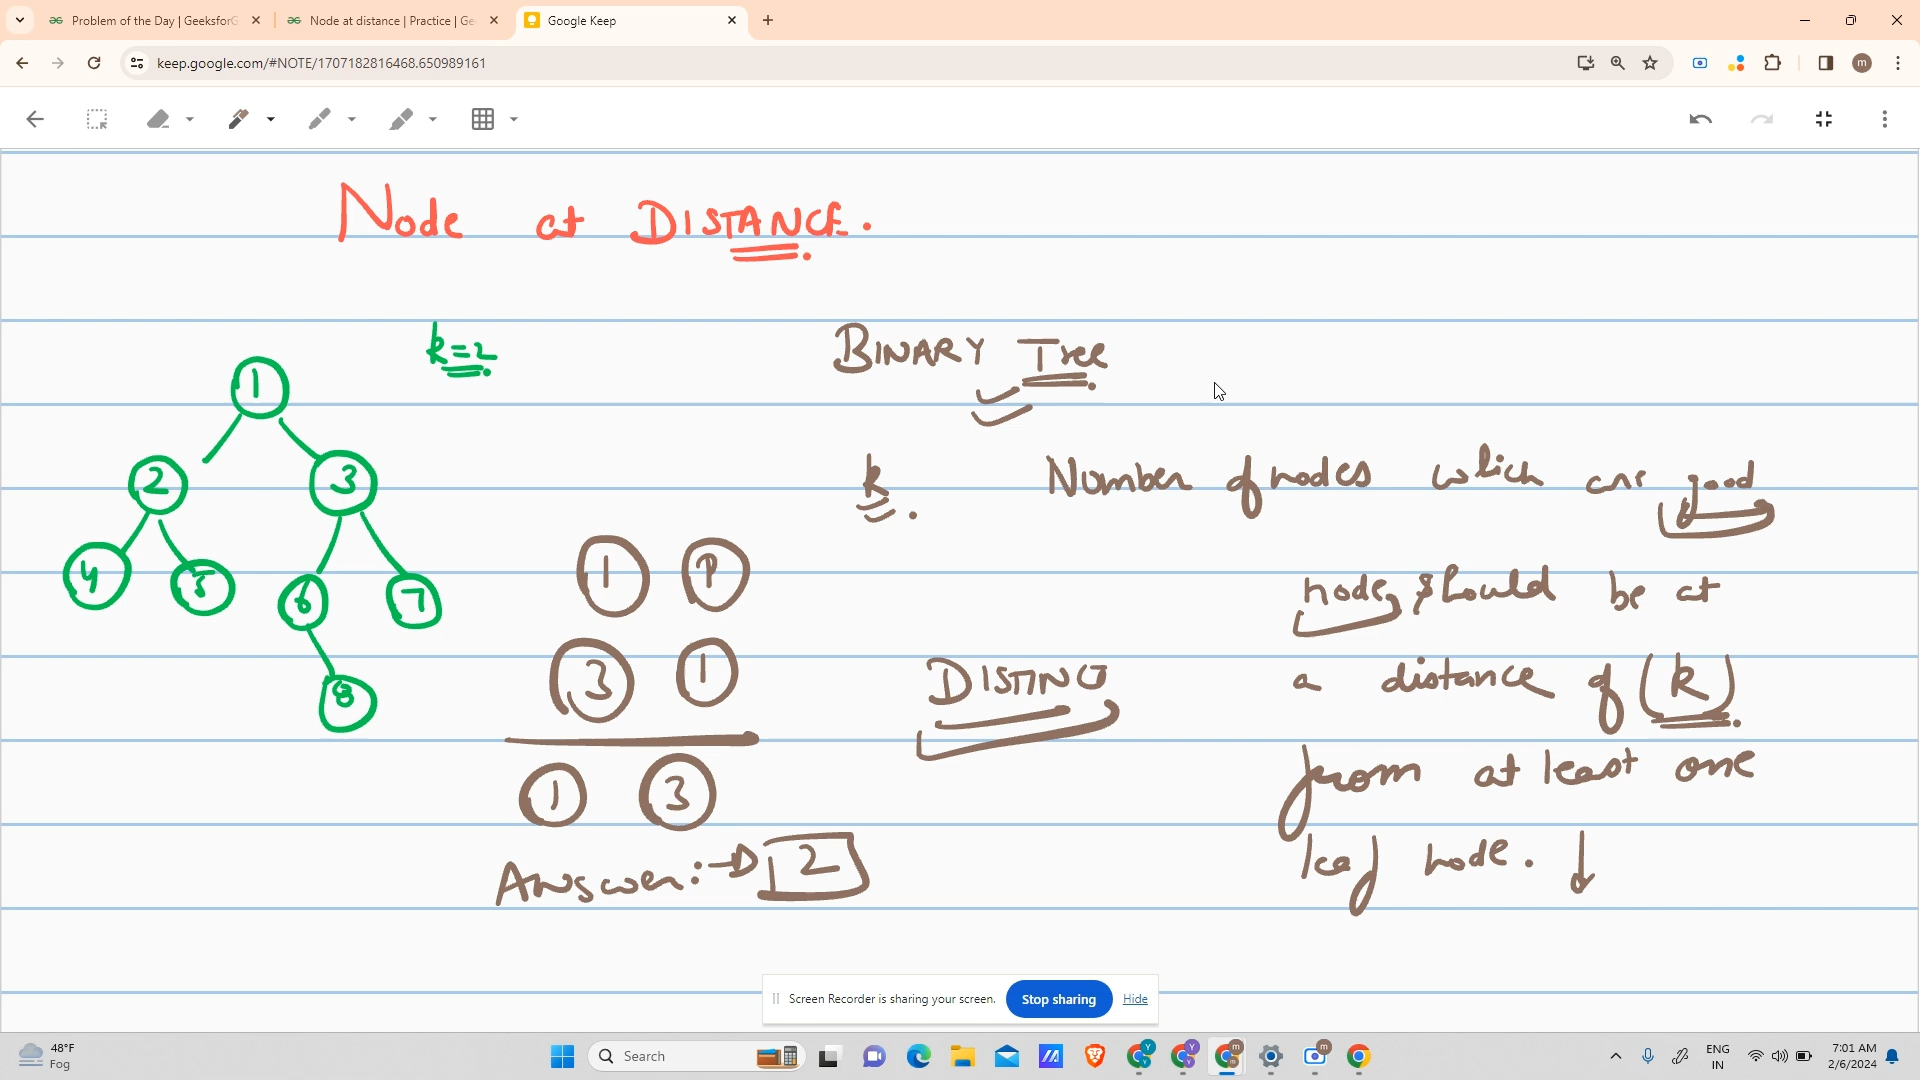 Problem of the Day | GeeksforG
Node at distance | Practice | Ge
Google Keep
keep.google.com/#NOTE/1707182816468.650989161
m
Node at DISTANCE.
k=2
BINARY Tree
1
2 3
4 5 6 7
8
k. Number of nodes which are good
node, should be at
a distance of (k).
from at least one
leaf node.
1 1
3 1
DISTINCT
1 3
Answer: 2
Screen Recorder is sharing your screen. Stop sharing Hide
48°F
Fog
Search
ENG
IN
7:01 AM
2/6/2024